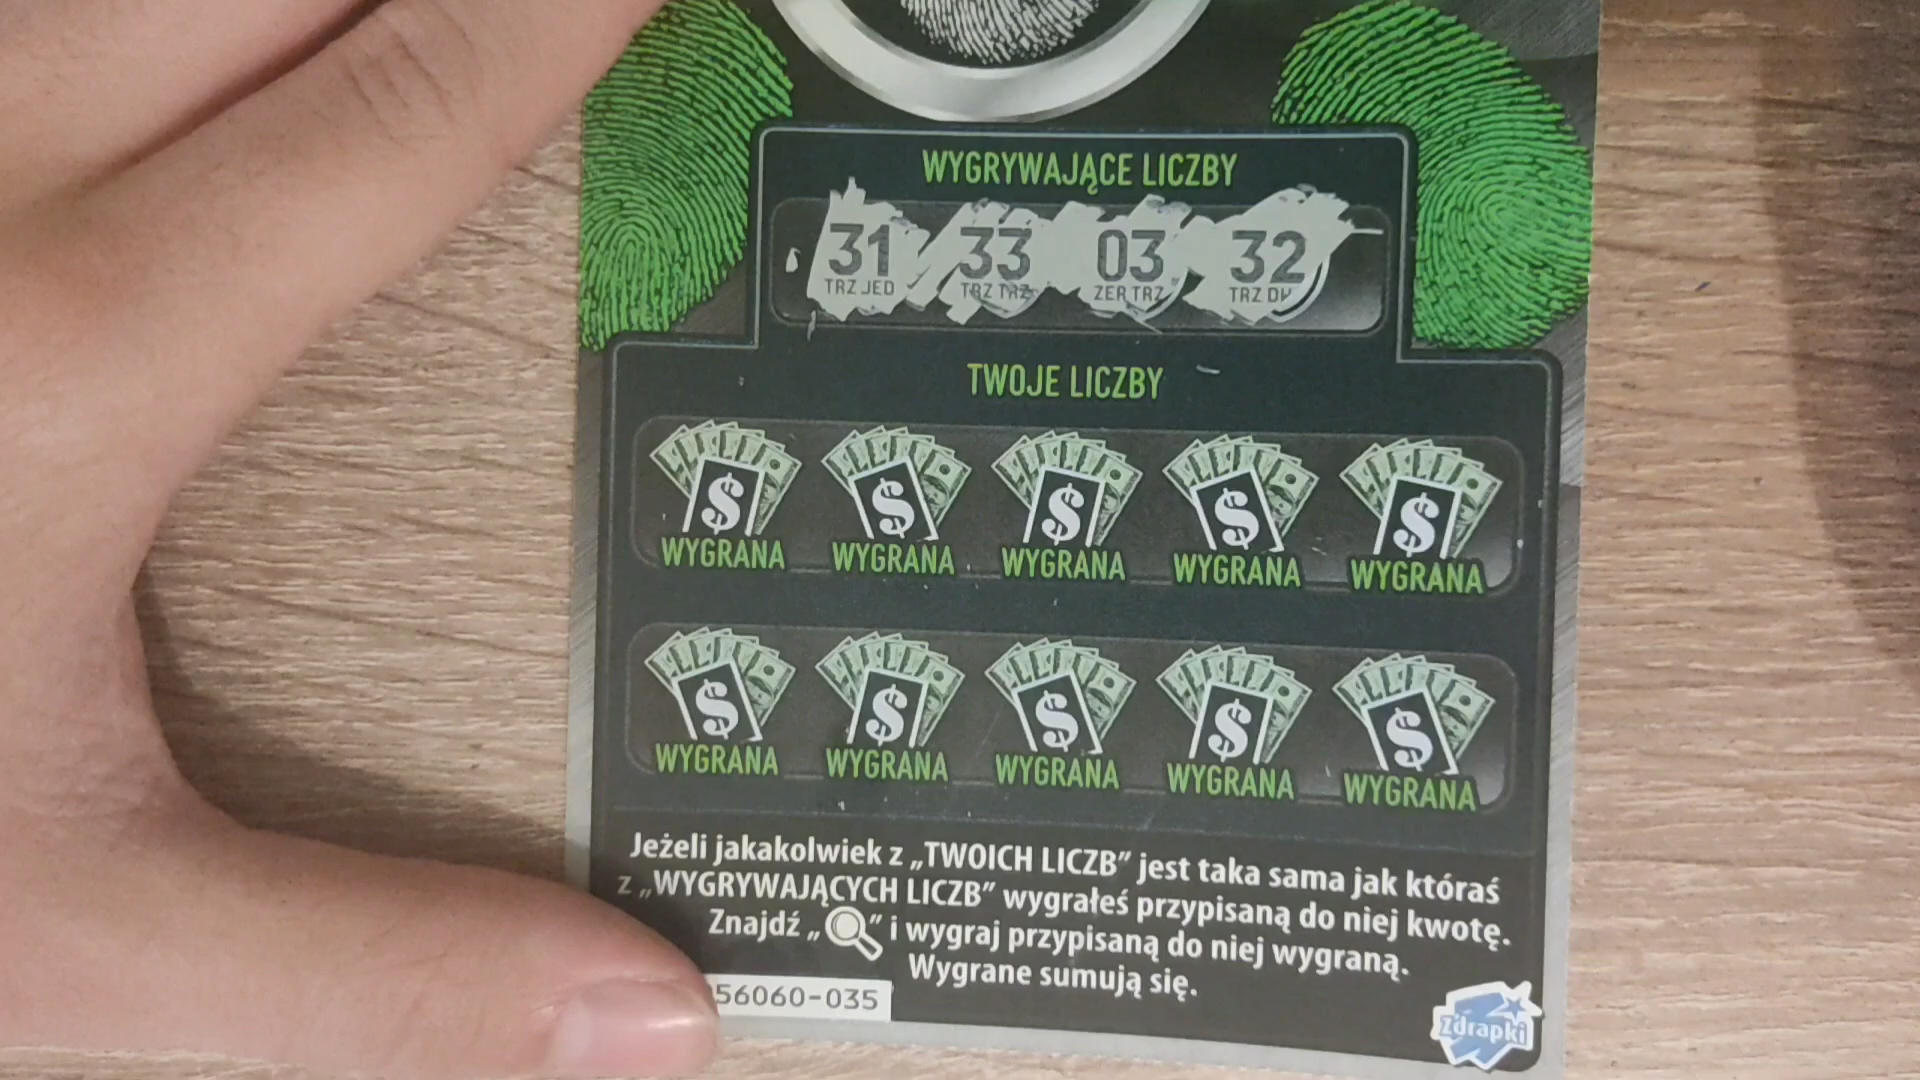 WYGRYWAJĄCE LICZBY
31 33 03 32
TRZ JED TRZ TRZ ZER TRZ TRZ DW
TWOJE LICZBY
$ $ $ $ $
WYGRANA WYGRANA WYGRANA WYGRANA WYGRANA
$ $ $ $ $
WYGRANA WYGRANA WYGRANA WYGRANA WYGRANA
Jeżeli jakakolwiek z „TWOICH LICZB” jest taka sama jak któraś
z „WYGRYWAJĄCYCH LICZB” wygrałeś przypisaną do niej kwotę.
Znajdź „ ” i wygraj przypisaną do niej wygraną.
Wygrane sumują się.
56060-035
Zdrapki